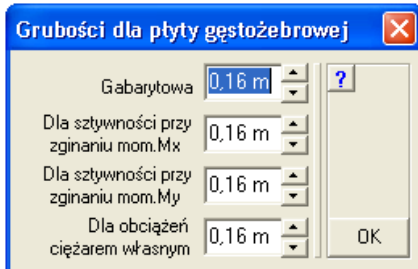 Grubości dla płyty gęstożebrowej
Gabarytowa 0,16 m ?
Dla sztywności przy
zginaniu mom.Mx 0,16 m
Dla sztywności przy
zginaniu mom.My 0,16 m
Dla obciążeń
ciężarem własnym 0,16 m OK